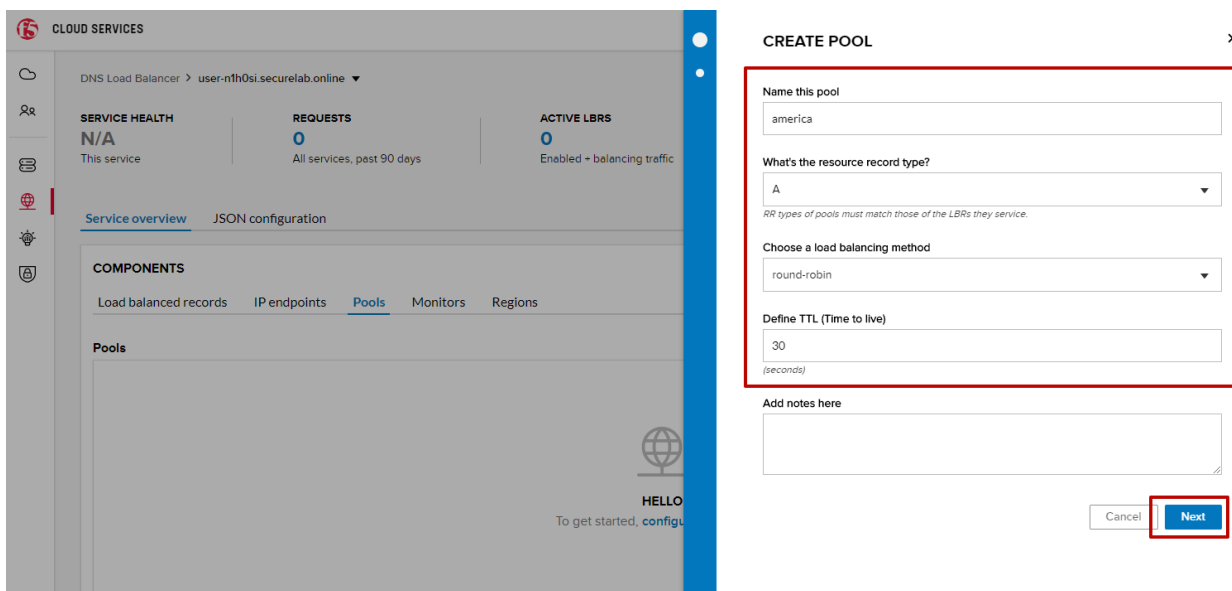 CLOUD SERVICES
DNS Load Balancer > user-n1h0si.securelab.online
SERVICE HEALTH
N/A
This service
REQUESTS
0
All services, past 90 days
ACTIVE LBRS
0
Enabled + balancing traffic
Service overview JSON configuration
COMPONENTS
Load balanced records IP endpoints Pools Monitors Regions
Pools
HELLO
To get started, configu
CREATE POOL
Name this pool
america
What's the resource record type?
A
RR types of pools must match those of the LBRs they service.
Choose a load balancing method
round-robin
Define TTL (Time to live)
30
(seconds)
Add notes here
Cancel Next